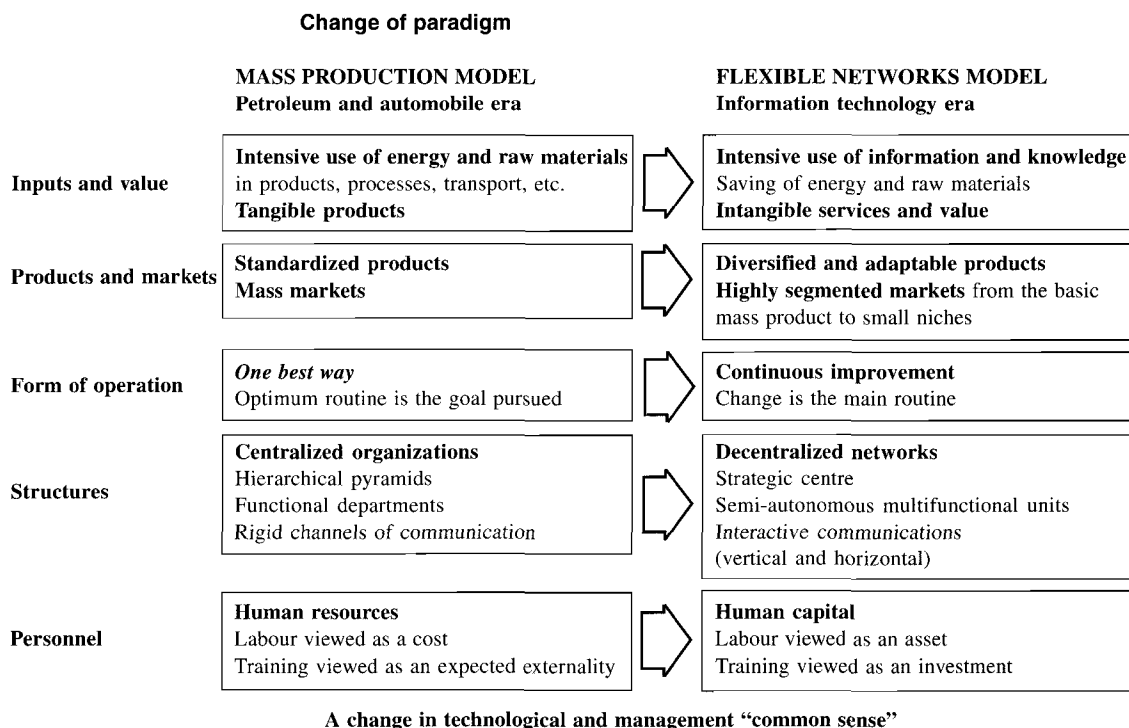 Change of paradigm
MASS PRODUCTION MODEL
Petroleum and automobile era
FLEXIBLE NETWORKS MODEL
Information technology era
Inputs and value
Intensive use of energy and raw materials
in products, processes, transport, etc.
Tangible products
Intensive use of information and knowledge
Saving of energy and raw materials
Intangible services and value
Products and markets
Standardized products
Mass markets
Diversified and adaptable products
Highly segmented markets from the basic
mass product to small niches
Form of operation
One best way
Optimum routine is the goal pursued
Continuous improvement
Change is the main routine
Structures
Centralized organizations
Hierarchical pyramids
Functional departments
Rigid channels of communication
Decentralized networks
Strategic centre
Semi-autonomous multifunctional units
Interactive communications
(vertical and horizontal)
Personnel
Human resources
Labour viewed as a cost
Training viewed as an expected externality
Human capital
Labour viewed as an asset
Training viewed as an investment
A change in technological and management “common sense”